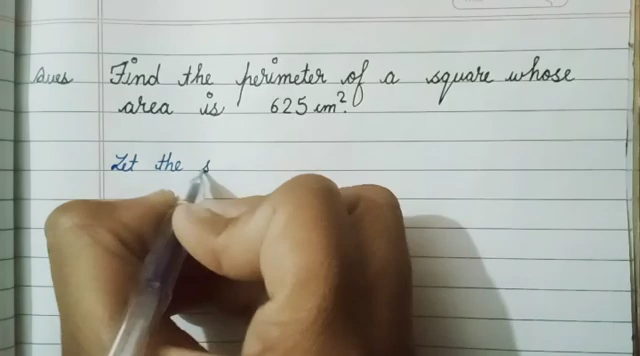 Ques Find the perimeter of a square whose
area is 625 cm².
Let the s